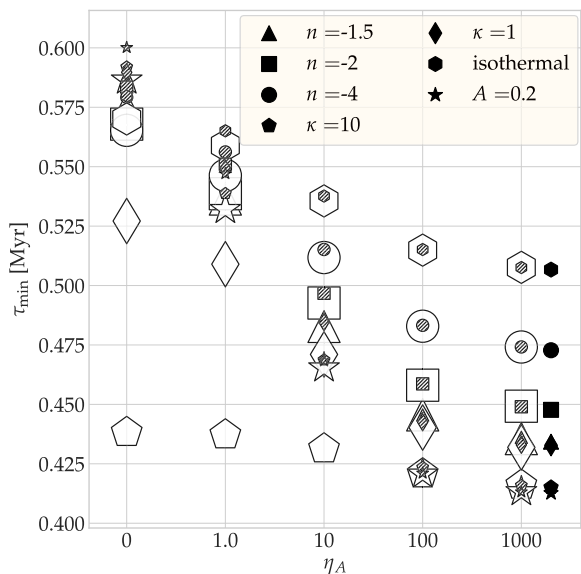 n =-1.5
κ =1
n =-2
isothermal
n =-4
A =0.2
κ =10
τmin [Myr]
0.600
0.575
0.550
0.525
0.500
0.475
0.450
0.425
0.400
0 1.0 10 100 1000
ηA